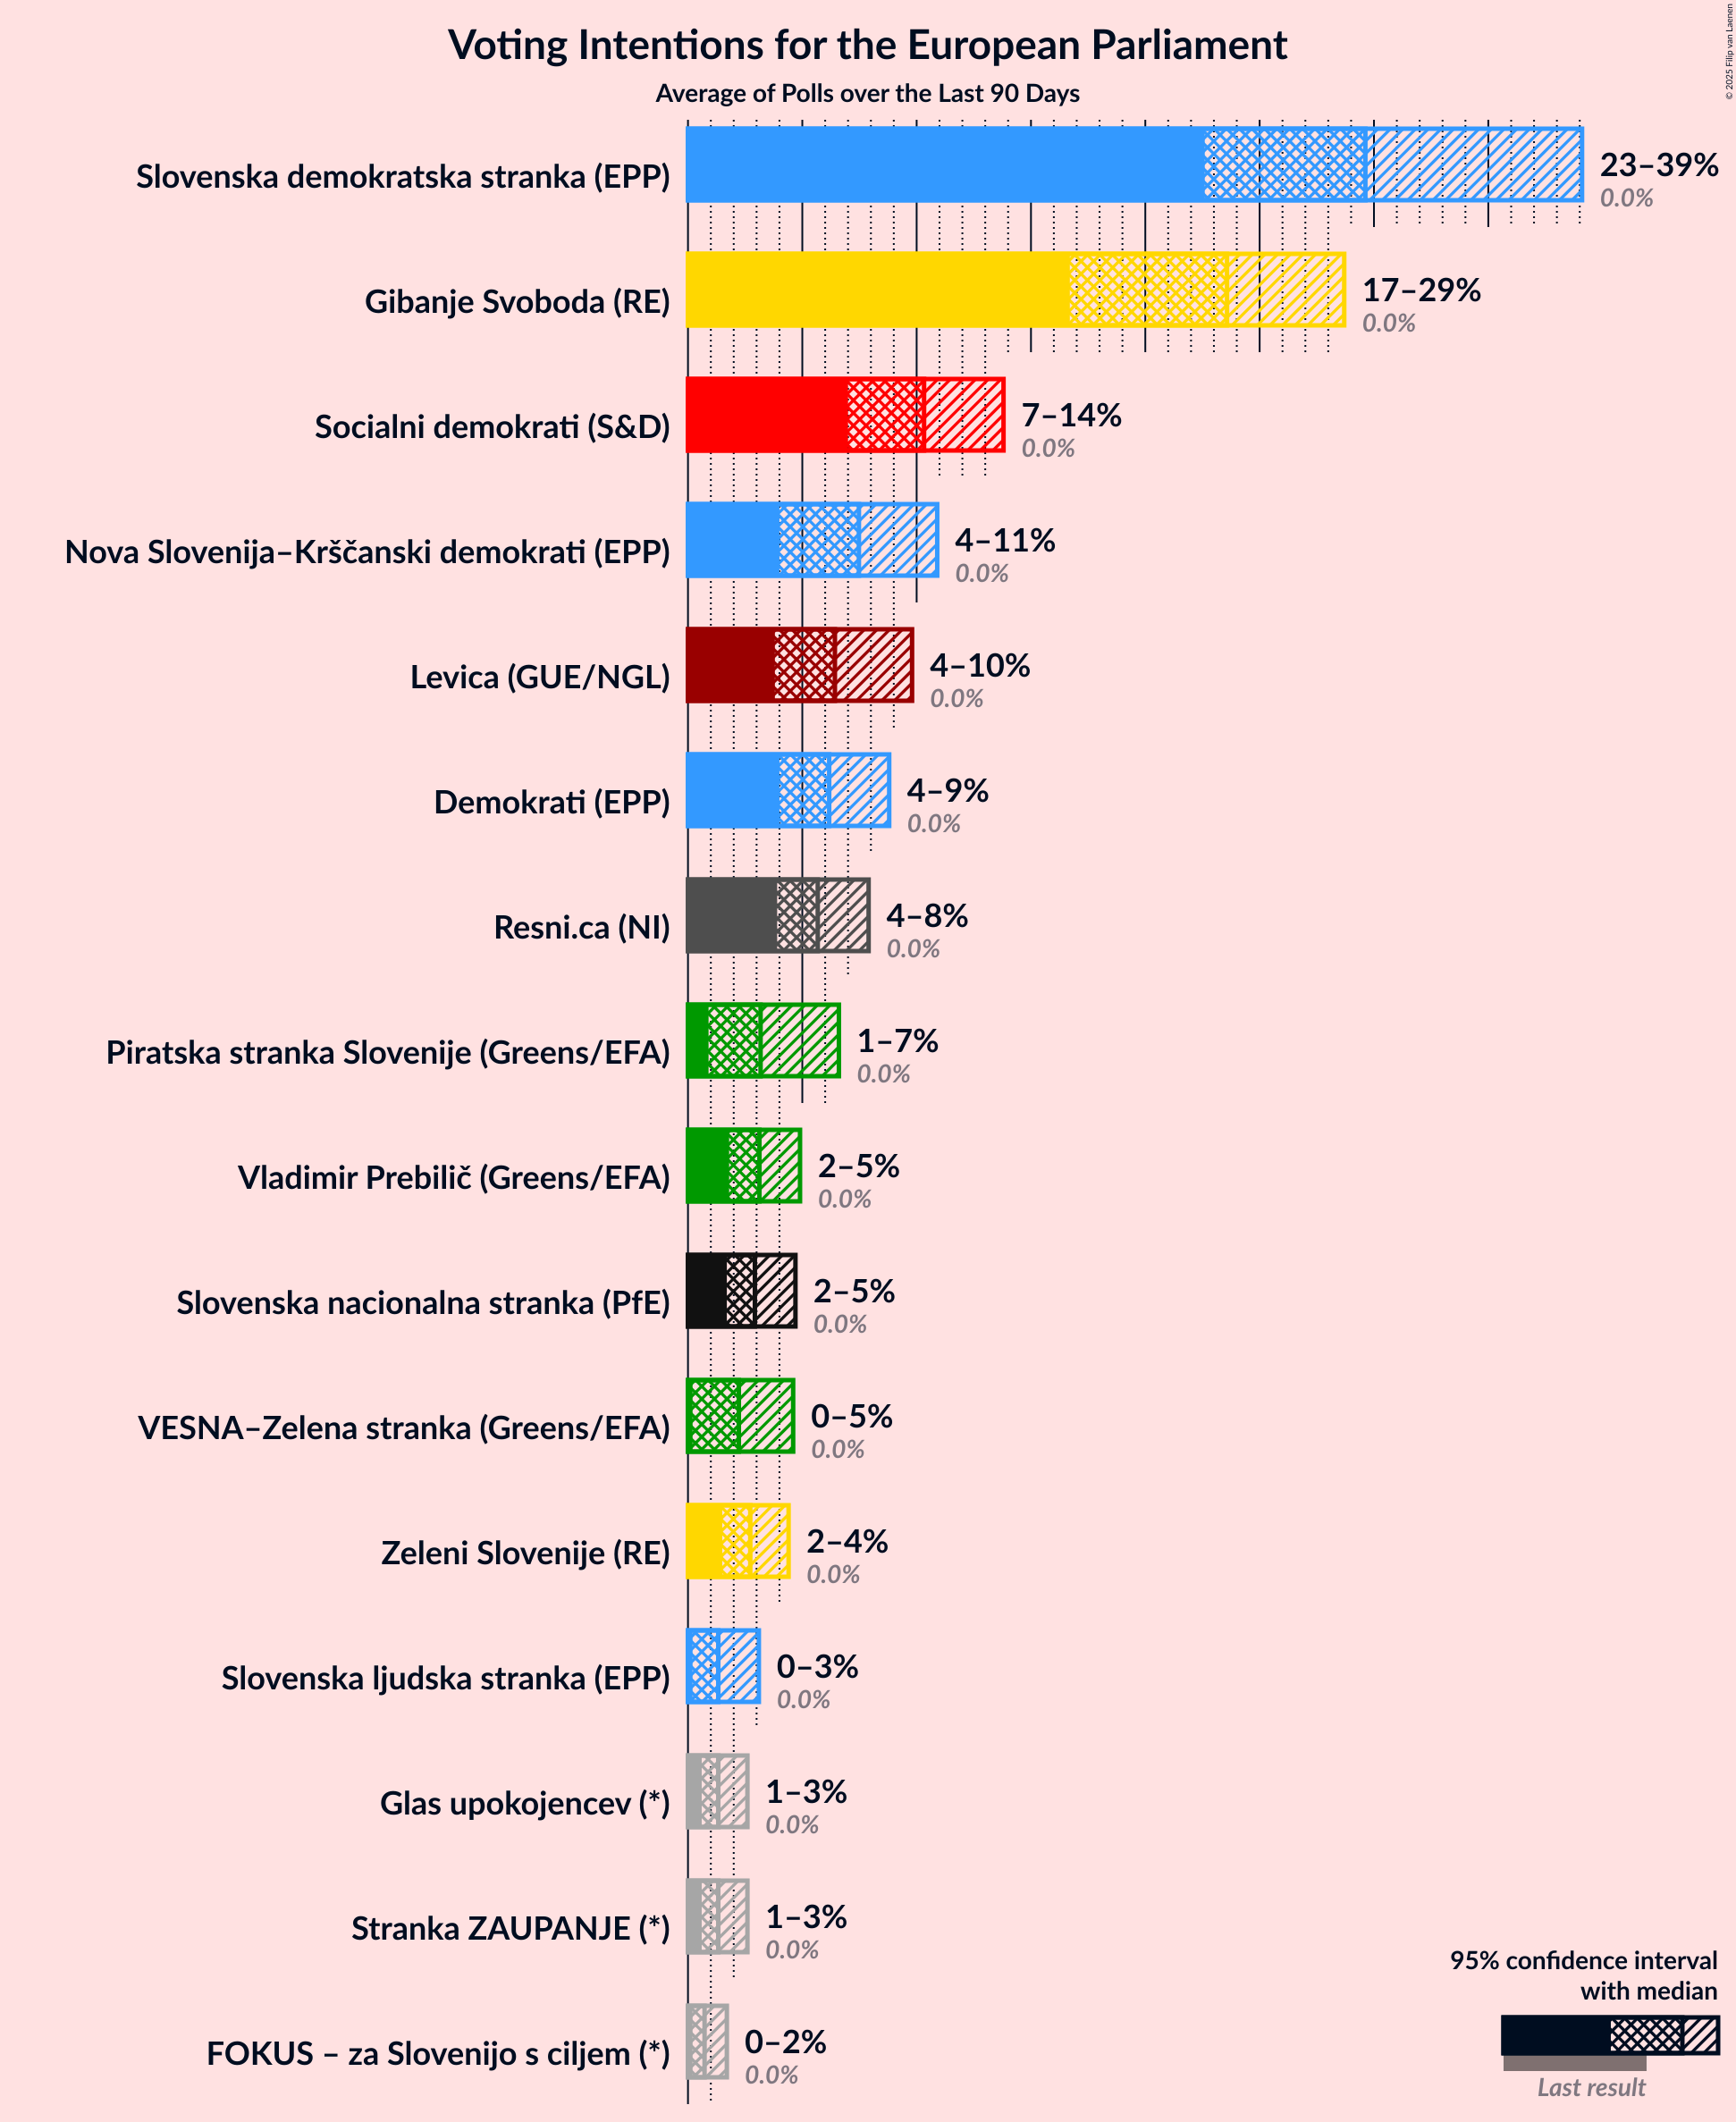 Voting Intentions for the European Parliament
Average of Polls over the Last 90 Days
© 2025 Filip van Laenen
Slovenska demokratska stranka (EPP)
23–39%
0.0%
Gibanje Svoboda (RE)
17–29%
0.0%
Socialni demokrati (S&D)
7–14%
0.0%
Nova Slovenija–Krščanski demokrati (EPP)
4–11%
0.0%
Levica (GUE/NGL)
4–10%
0.0%
Demokrati (EPP)
4–9%
0.0%
Resni.ca (NI)
4–8%
0.0%
Piratska stranka Slovenije (Greens/EFA)
1–7%
0.0%
Vladimir Prebilič (Greens/EFA)
2–5%
0.0%
Slovenska nacionalna stranka (PfE)
2–5%
0.0%
VESNA–Zelena stranka (Greens/EFA)
0–5%
0.0%
Zeleni Slovenije (RE)
2–4%
0.0%
Slovenska ljudska stranka (EPP)
0–3%
0.0%
Glas upokojencev (*)
1–3%
0.0%
Stranka ZAUPANJE (*)
1–3%
0.0%
FOKUS – za Slovenijo s ciljem (*)
0–2%
0.0%
95% confidence interval
with median
Last result